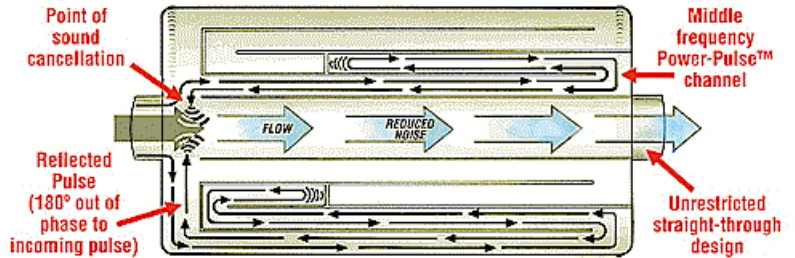 Point of
sound
cancellation
Middle
frequency
Power-Pulse™
channel
FLOW
REDUCED
NOISE
Reflected
Pulse
(180° out of
phase to
incoming pulse)
Unrestricted
straight-through
design